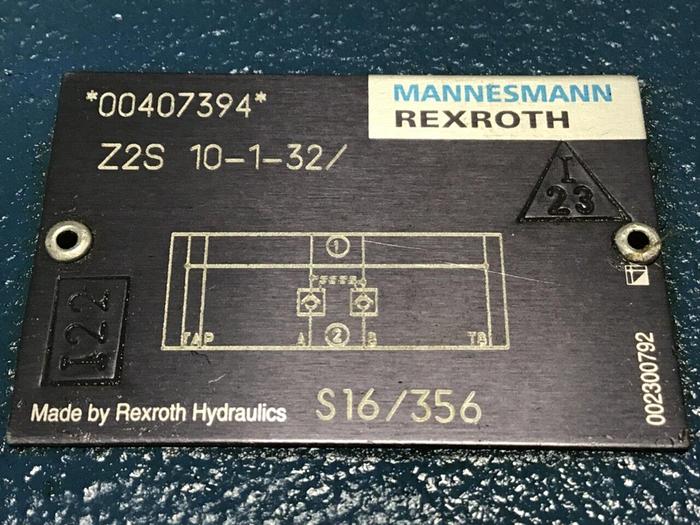 *00407394*
MANNESMANN
REXROTH
Z2S 10-1-32/
I
23
1
TA P A 2 B TB
I22
002300792
Made by Rexroth Hydraulics S16/356